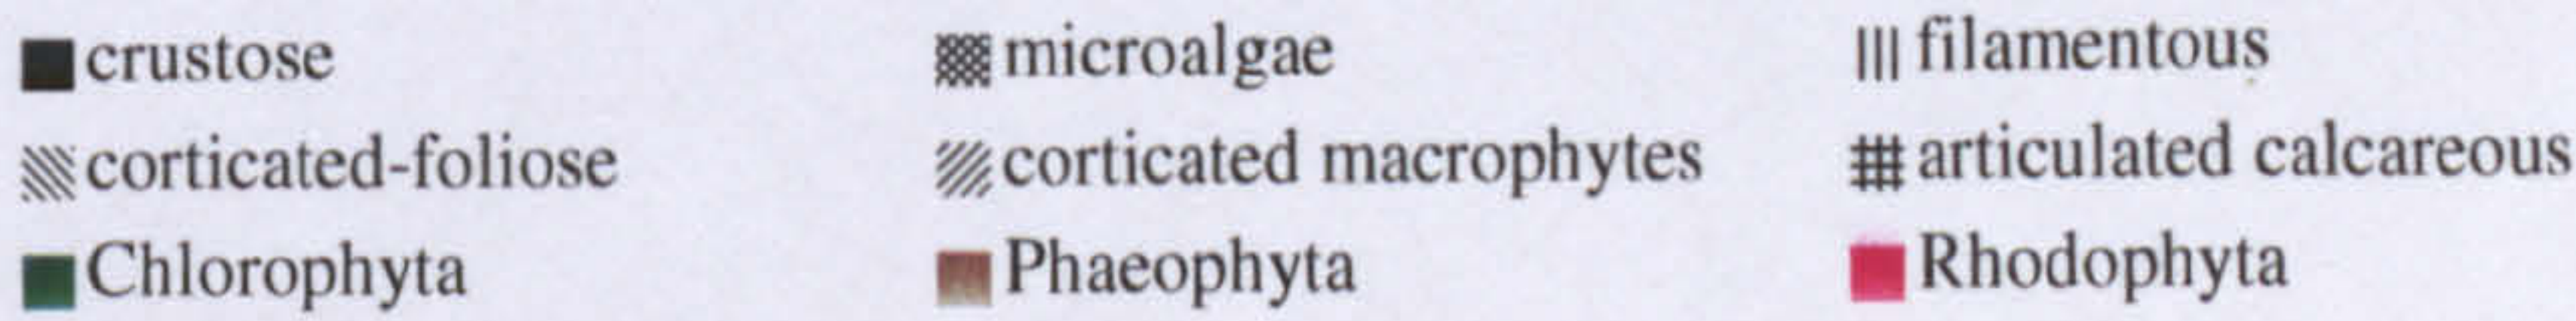 crustose microalgae filamentous
corticated-foliose corticated macrophytes articulated calcareous
Chlorophyta Phaeophyta Rhodophyta